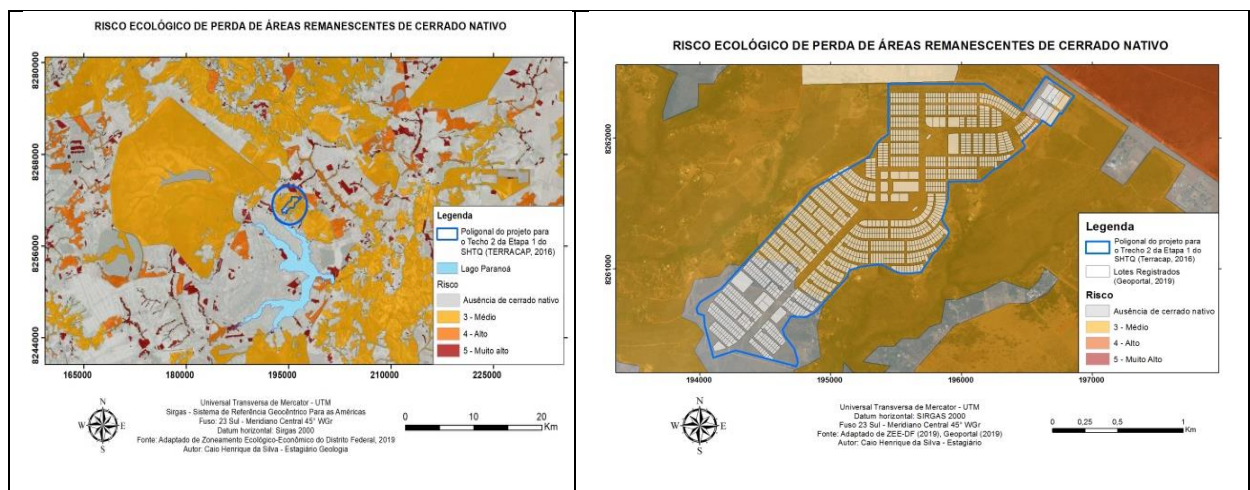 RISCO ECOLÓGICO DE PERDA DE ÁREAS REMANESCENTES DE CERRADO NATIVO
8280000
8268000
8256000
8244000
165000
180000
195000
210000
225000
Legenda
Poligonal do projeto para
o Techo 2 da Etapa 1 do
SHTQ (TERRACAP, 2016)
Lago Paranoá
Risco
Ausência de cerrado nativo
3 - Médio
4 - Alto
5 - Muito alto
N
W
E
S
Universal Transversa de Mercator - UTM
Sirgas - Sistema de Referência Geocêntrico Para as Américas
Fuso: 23 Sul - Meridiano Central 45° WGr
Datum horizontal: Sirgas 2000
Fonte: Adaptado de Zoneamento Ecológico-Econômico do Distrito Federal, 2019
Autor: Caio Henrique da Silva - Estagiário Geologia
0 10 20
Km
RISCO ECOLÓGICO DE PERDA DE ÁREAS REMANESCENTES DE CERRADO NATIVO
8262000
8261000
194000
195000
196000
197000
Legenda
Poligonal do projeto para
o Trecho 2 da Etapa 1 do
SHTQ (Terracap, 2016)
Lotes Registrados
(Geoportal, 2019)
Risco
Ausência de cerrado nativo
3 - Médio
4 - Alto
5 - Muito Alto
N
W
E
S
Universal Transversa de Mercator - UTM
Datum horizontal: SIRGAS 2000
Fuso 23 Sul - Meridiano Central 45° WGr
Fonte: Adaptado de ZEE-DF (2019), Geoportal (2019)
Autor: Caio Henrique da Silva - Estagiário
0 0,25 0,5 1
Km